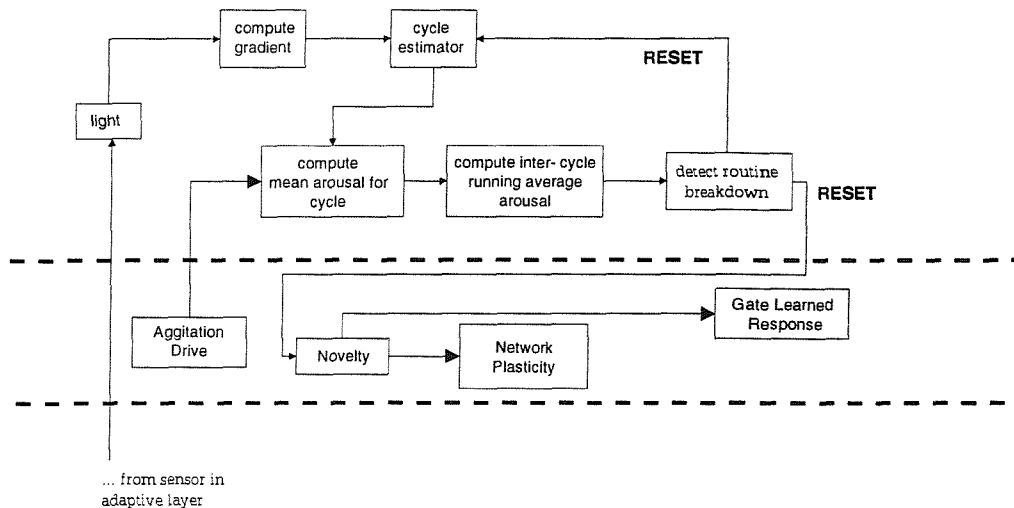 compute
gradient
cycle
estimator
RESET
light
compute
mean arousal for
cycle
compute inter- cycle
running average
arousal
detect routine
breakdown
RESET
Aggitation
Drive
Novelty
Network
Plasticity
Gate Learned
Response
... from sensor in
adaptive layer